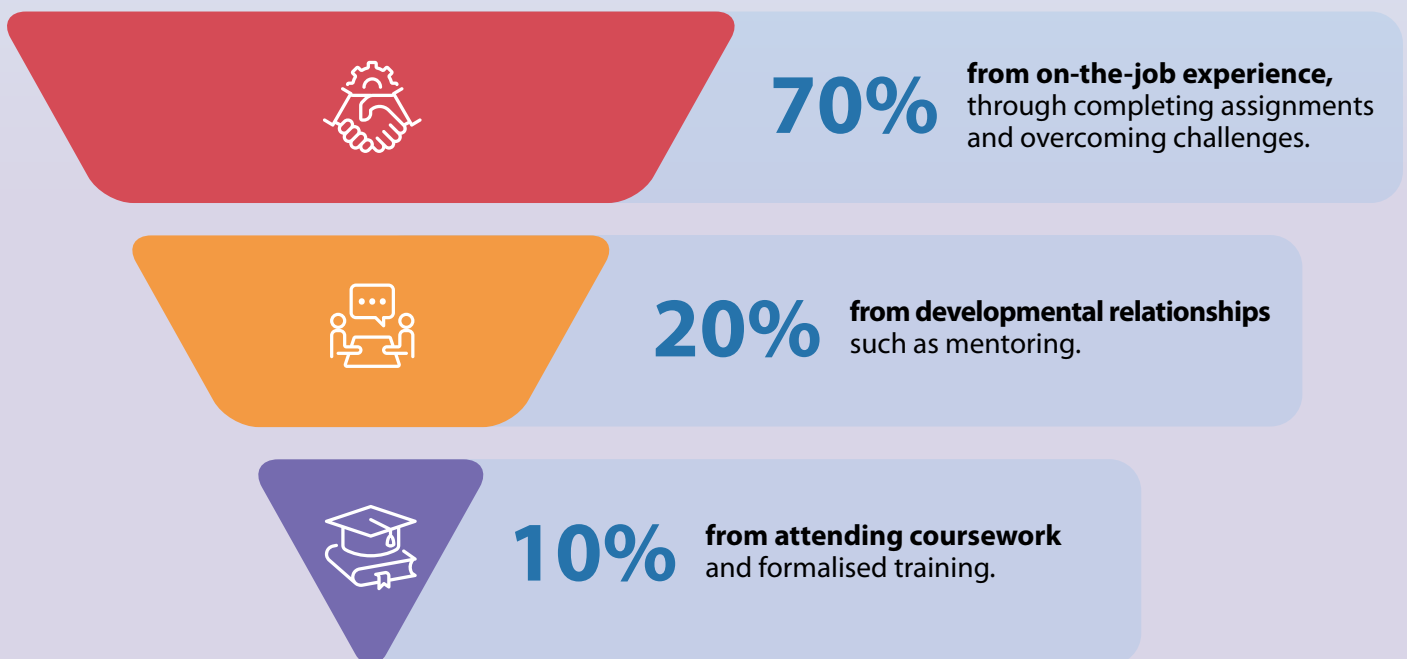 70%
from on-the-job experience,
through completing assignments
and overcoming challenges.
20%
from developmental relationships
such as mentoring.
10%
from attending coursework
and formalised training.